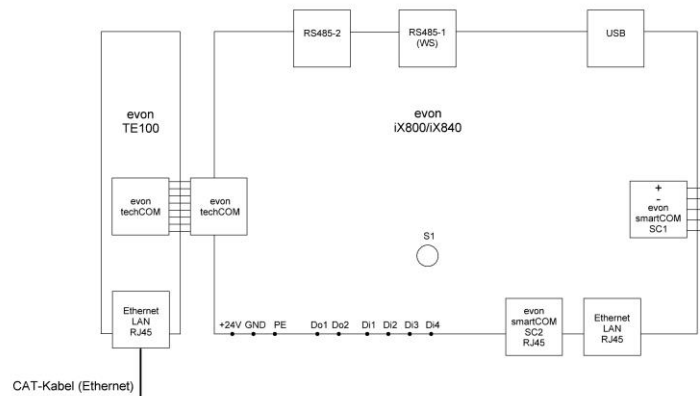 RS485-2
RS485-1
(WS)
USB
evon
TE100
evon
iX800/iX840
evon
techCOM
evon
techCOM
+
-
evon
smartCOM
SC1
S1
Ethernet
LAN
RJ45
+24V GND PE Do1 Do2 Di1 Di2 Di3 Di4
evon
smartCOM
SC2
RJ45
Ethernet
LAN
RJ45
CAT-Kabel (Ethernet)